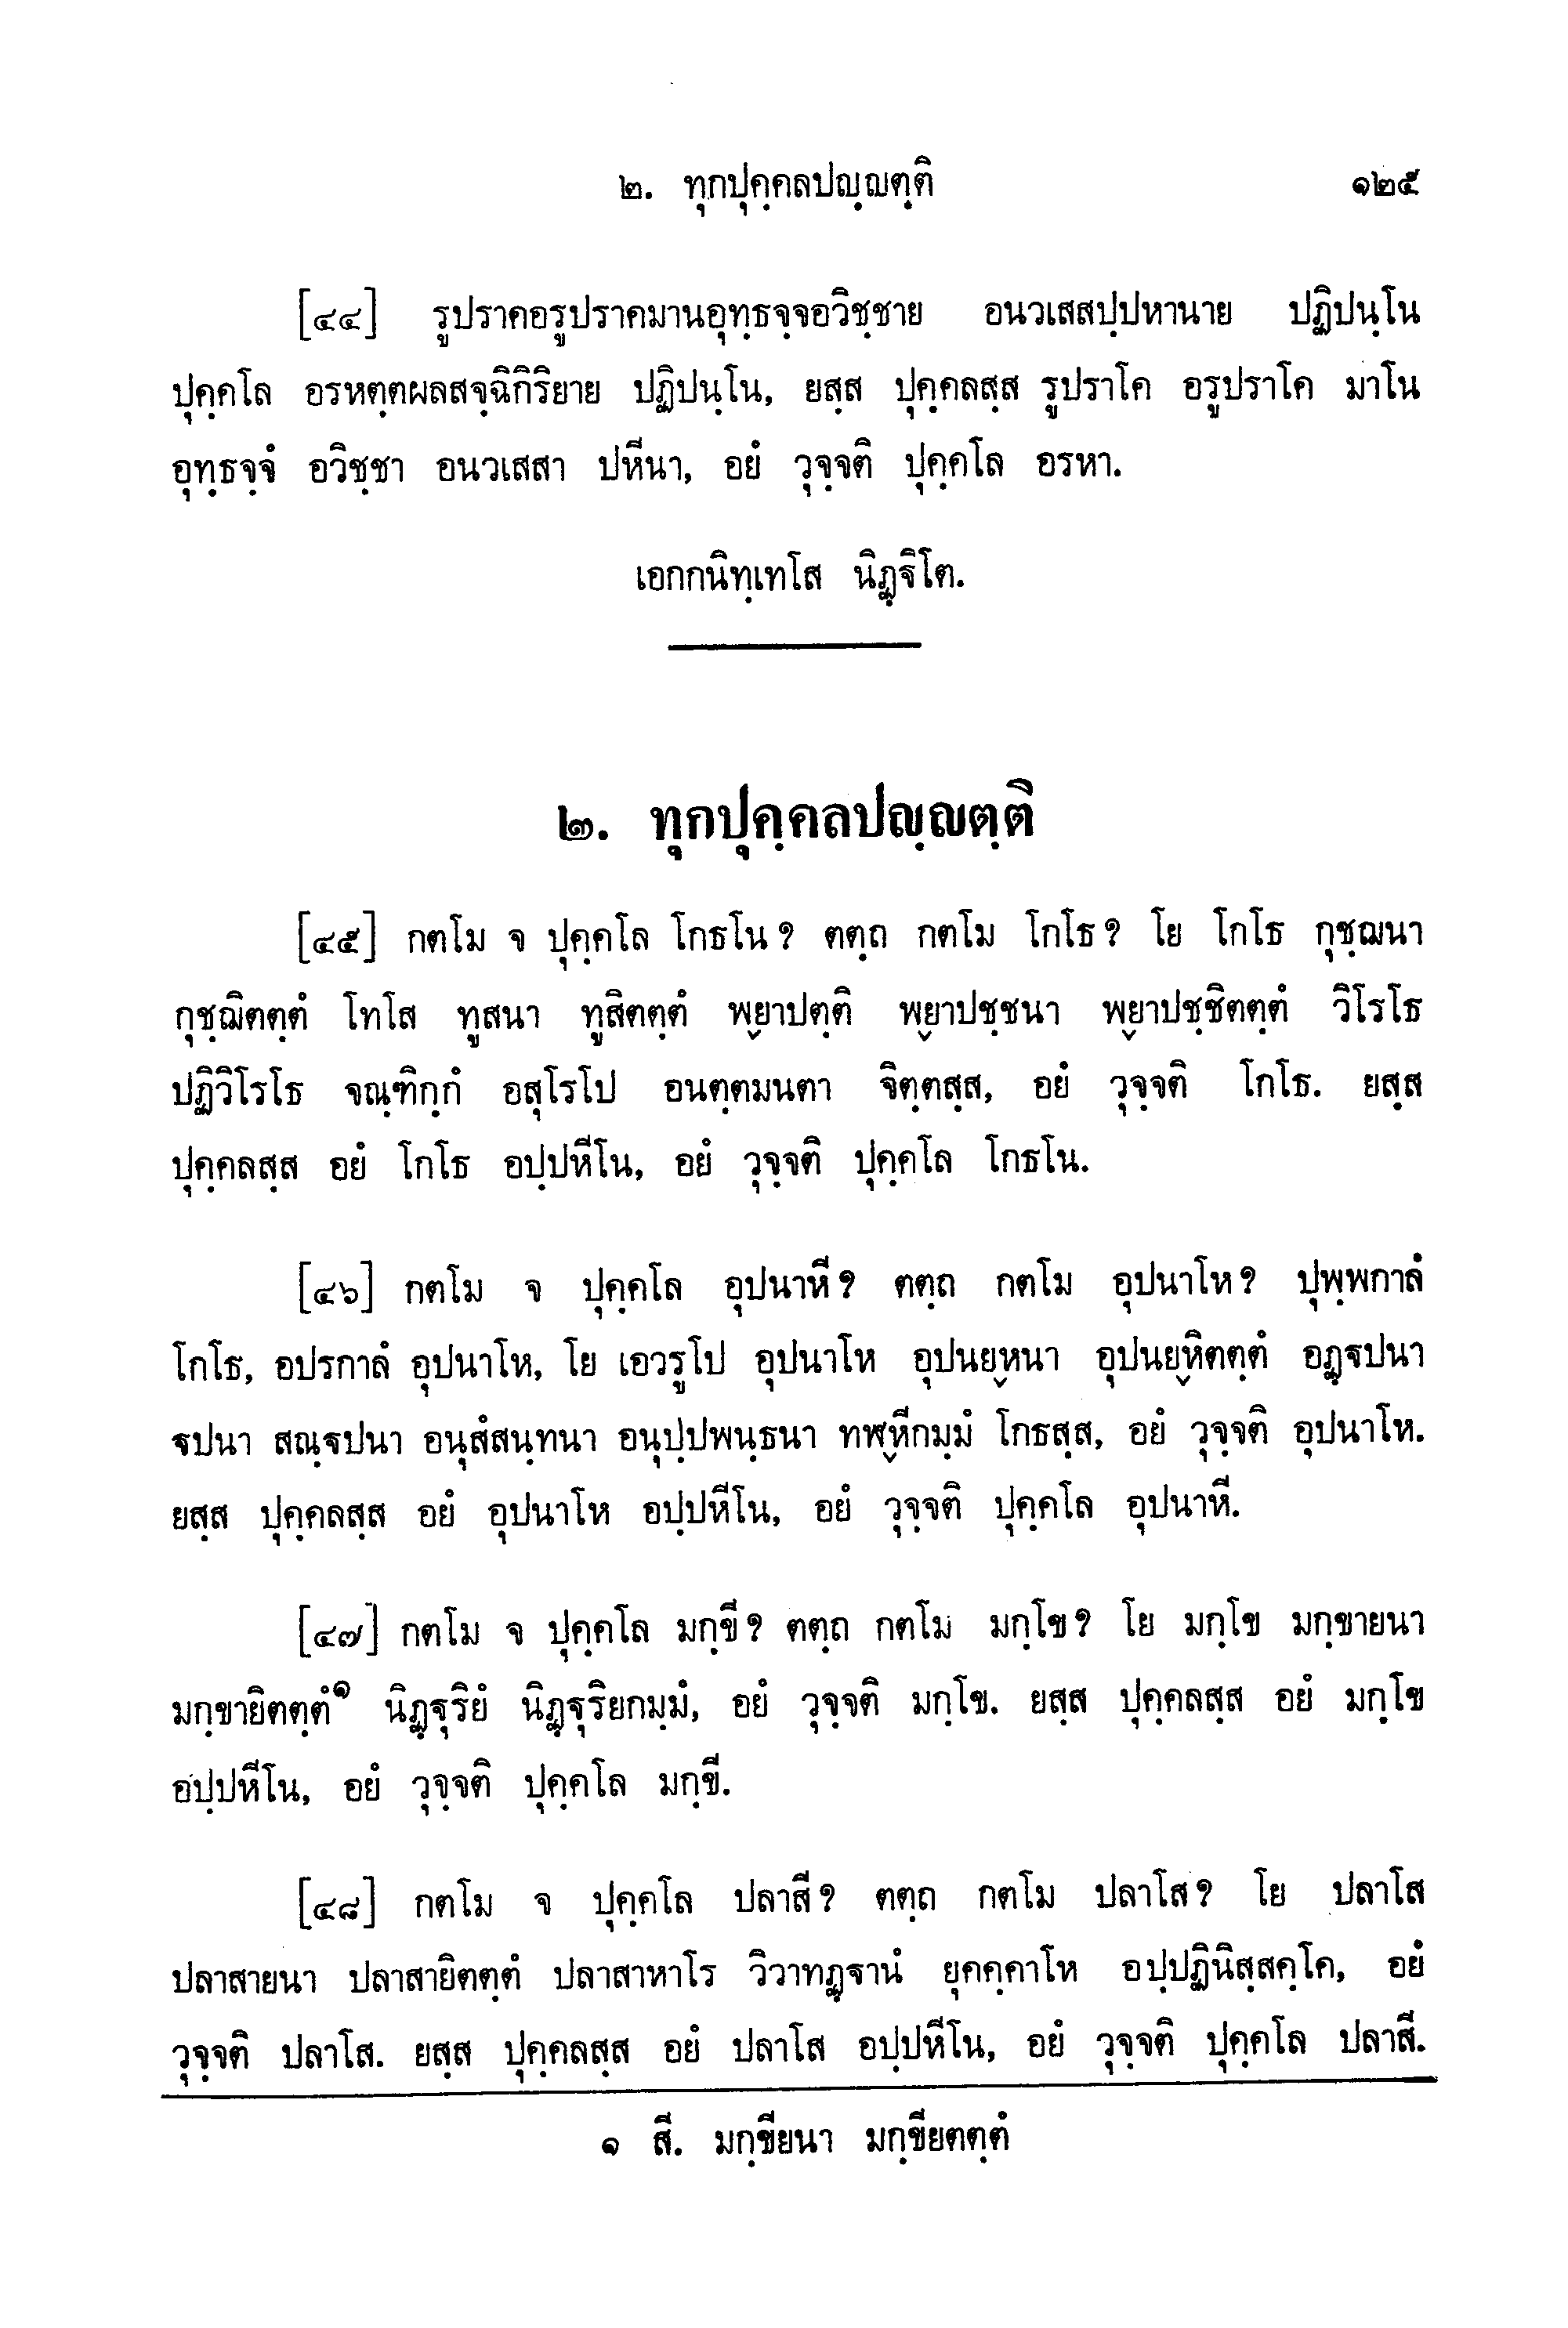 ๒. ทุกปุคฺคลปญฺญตฺติ ๑๒๕
[๔๔] รูปราคอรูปราคมานอุทฺธจฺจอวิชฺชาย อนวเสสปฺปหานาย ปฏิปนฺโน
ปุคฺคโล อรหตฺตผลสจฺฉิกิริยาย ปฏิปนฺโน, ยสฺส ปุคฺคลสฺส รูปราโค อรูปราโค มาโน
อุทฺธจฺจํ อวิชฺชา อนวเสสา ปหีนา, อยํ วุจฺจติ ปุคฺคโล อรหา.
เอกกนิทฺเทโส นิฏฺฐิโต.
๒. ทุกปุคฺคลปญฺญตฺติ
[๔๕] กตโม จ ปุคฺคโล โกธโน? ตตฺถ กตโม โกโธ? โย โกโธ กุชฺฌนา
กุชฺฌิตตฺตํ โทโส ทูสนา ทูสิตตฺตํ พฺยาปตฺติ พฺยาปชฺชนา พฺยาปชฺชิตตฺตํ วิโรโธ
ปฏิวิโรโธ จณฺฑิกฺกํ อสุโรโป อนตฺตมนตา จิตฺตสฺส, อยํ วุจฺจติ โกโธ. ยสฺส
ปุคฺคลสฺส อยํ โกโธ อปฺปหีโน, อยํ วุจฺจติ ปุคฺคโล โกธโน.
[๔๖] กตโม จ ปุคฺคโล อุปนาหี? ตตฺถ กตโม อุปนาโห? ปุพฺพกาลํ
โกโธ, อปรกาลํ อุปนาโห, โย เอวรูโป อุปนาโห อุปนยฺหนา อุปนยฺหิตตฺตํ อฏฺฐปนา
ฐปนา สณฺฐปนา อนุสํสนฺทนา อนุปฺปพนฺธนา ทฬฺหีกมฺมํ โกธสฺส, อยํ วุจฺจติ อุปนาโห.
ยสฺส ปุคฺคลสฺส อยํ อุปนาโห อปฺปหีโน, อยํ วุจฺจติ ปุคฺคโล อุปนาหี.
[๔๗] กตโม จ ปุคฺคโล มกฺขี? ตตฺถ กตโม มกฺโข? โย มกฺโข มกฺขายนา
มกฺขายิตตฺตํ๑ นิฏฺฐุริยํ นิฏฺฐุริยกมฺมํ, อยํ วุจฺจติ มกฺโข. ยสฺส ปุคฺคลสฺส อยํ มกฺโข
อปฺปหีโน, อยํ วุจฺจติ ปุคฺคโล มกฺขี.
[๔๘] กตโม จ ปุคฺคโล ปลาสี? ตตฺถ กตโม ปลาโส? โย ปลาโส
ปลาสายนา ปลาสายิตตฺตํ ปลาสาหาโร วิวาทฏฺฐานํ ยุคคฺคาโห อปฺปฏินิสฺสคฺโค, อยํ
วุจฺจติ ปลาโส. ยสฺส ปุคฺคลสฺส อยํ ปลาโส อปฺปหีโน, อยํ วุจฺจติ ปุคฺคโล ปลาสี.
๑ สี. มกฺขียนา มกฺขียตตฺตํ